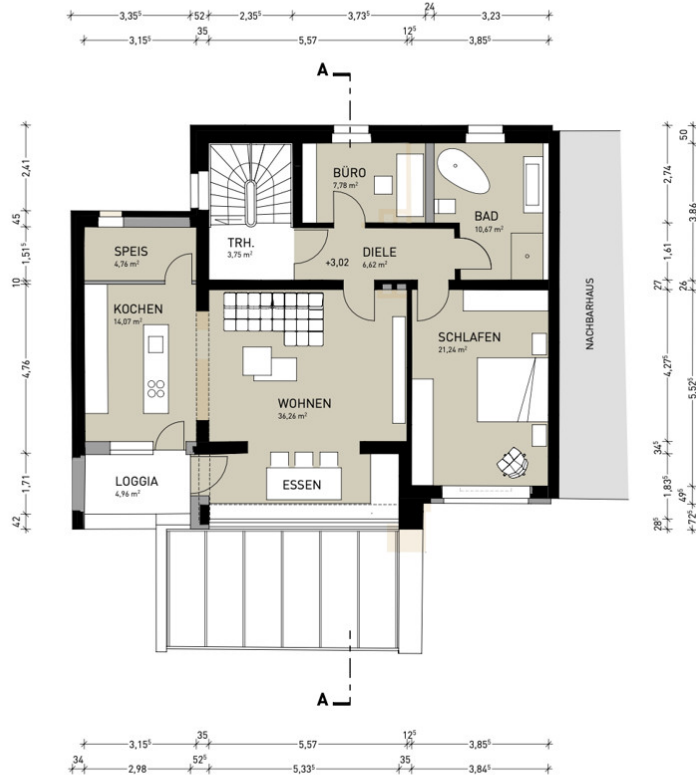 24
3,35⁵ 52 2,35⁵ 3,73⁵ 3,23
35 12⁵
3,15⁵ 5,57 3,85⁵
A
2,41
45
1,51⁵
10
4,76
1,71
42
50
2,74
3,86
1,61
27
26
4,27⁵
5,52⁵
34⁵
1,83⁵
49⁵
28⁵
72⁵
BÜRO
7,78 m²
BAD
10,67 m²
TRH.
3,75 m²
DIELE
6,62 m²
+3,02
SPEIS
4,76 m²
KOCHEN
14,07 m²
SCHLAFEN
21,24 m²
NACHBARHAUS
WOHNEN
36,26 m²
LOGGIA
4,96 m²
ESSEN
A
35 12⁵
3,15⁵ 5,57 3,85⁵
34 52⁵ 35
2,98 5,33⁵ 3,84⁵